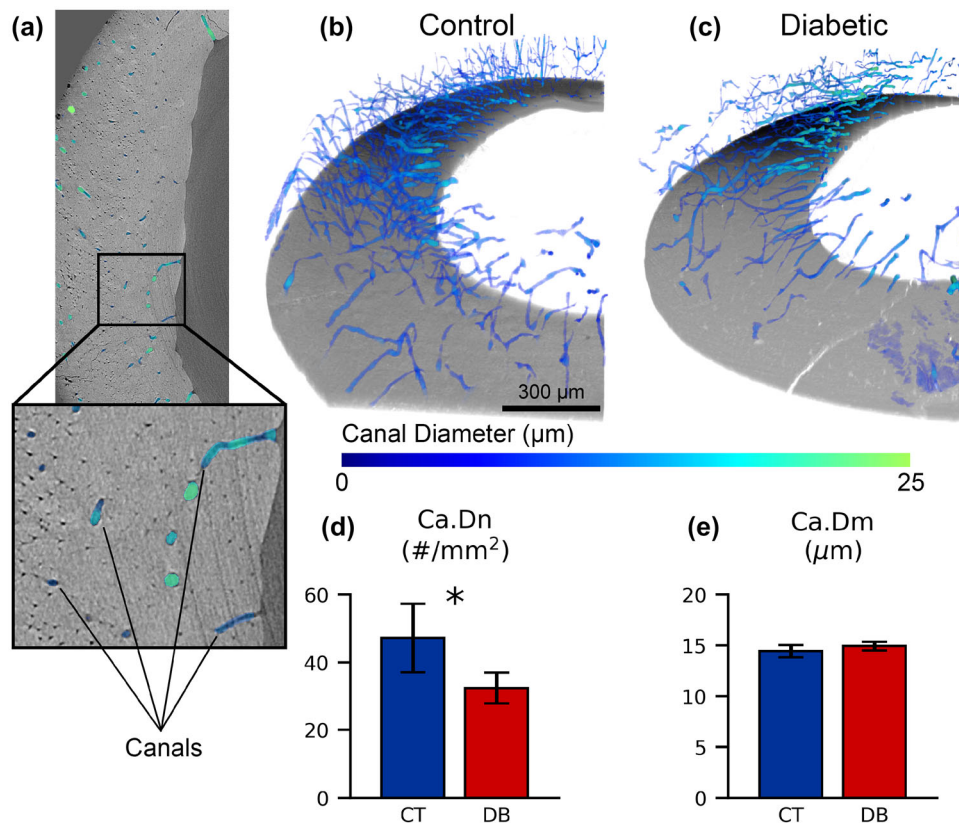 (a)
(b) Control
(c) Diabetic
300 µm
Canals
Canal Diameter (µm)
0 25
(d) Ca.Dn
(#/mm²)
60
40
20
0
*
CT DB
(e) Ca.Dm
(µm)
20
15
10
5
0
CT DB